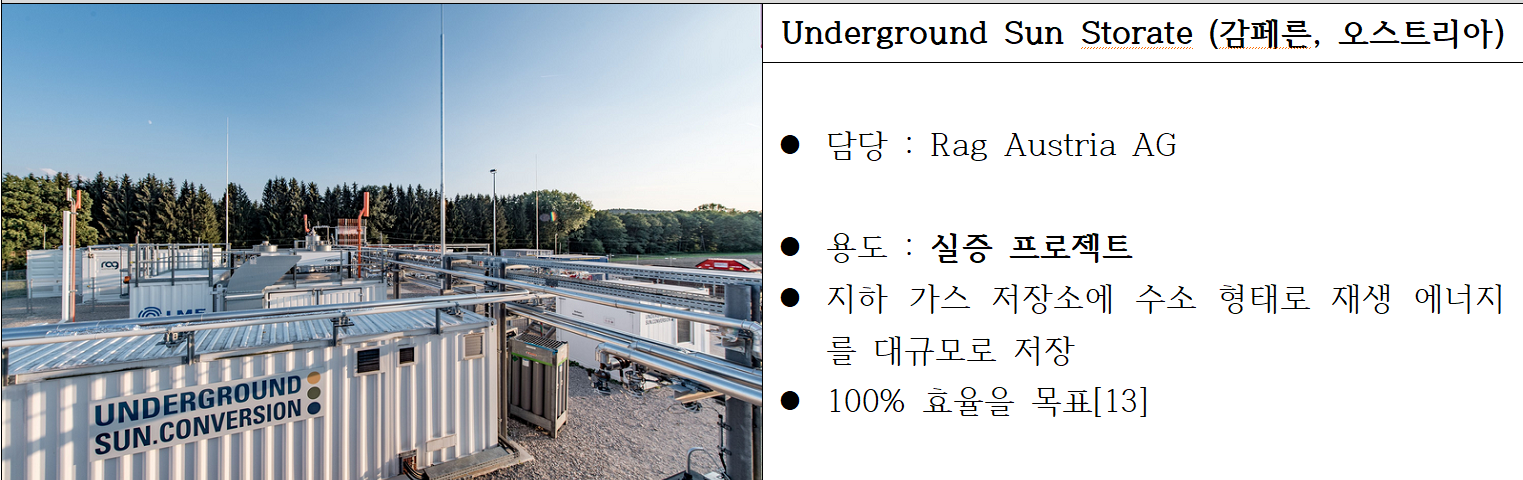 Underground Sun Storate (감폐른, 오스트리아)
● 담당 : Rag Austria AG
● 용도 : 실증 프로젝트
● 지하 가스 저장소에 수소 형태로 재생 에너지
를 대규모로 저장
● 100% 효율을 목표[13]
rag
LMF
UNDERGROUND
SUN.CONVERSION